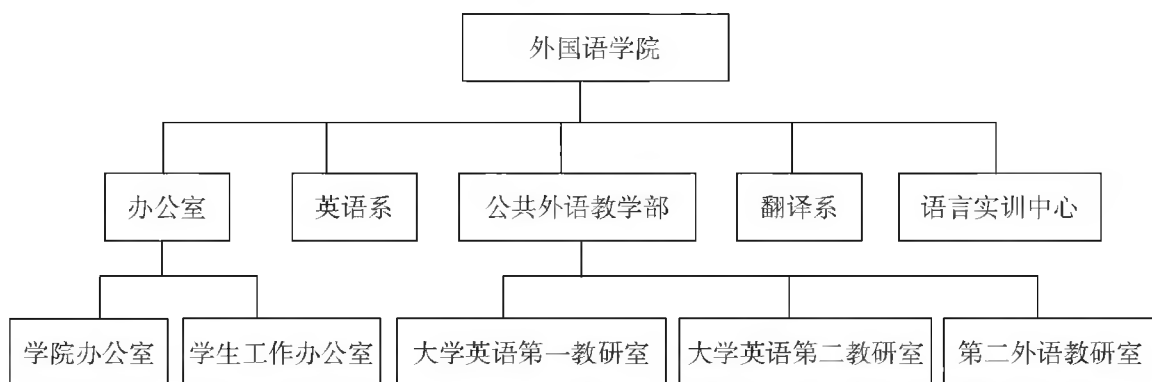 外国语学院
办公室
英语系
公共外语教学部
翻译系
语言实训中心
学院办公室
学生工作办公室
大学英语第一教研室
大学英语第二教研室
第二外语教研室